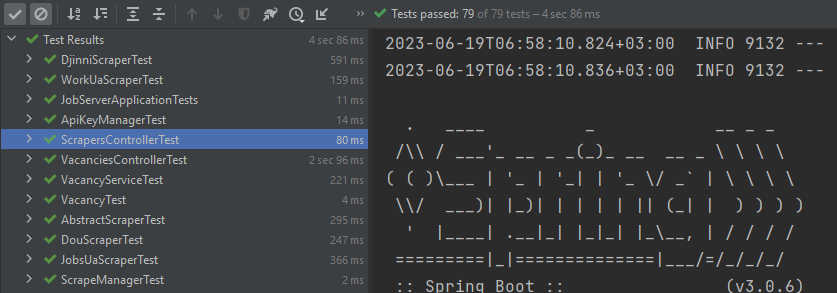 Tests passed: 79 of 79 tests – 4 sec 86 ms
Test Results 4 sec 86 ms
DjinniScraperTest 591 ms
WorkUaScraperTest 159 ms
JobServerApplicationTests 11 ms
ApiKeyManagerTest 14 ms
ScrapersControllerTest 80 ms
VacanciesControllerTest 2 sec 96 ms
VacancyServiceTest 221 ms
VacancyTest 4 ms
AbstractScraperTest 295 ms
DouScraperTest 247 ms
JobsUaScraperTest 366 ms
ScrapeManagerTest 2 ms
2023-06-19T06:58:10.824+03:00  INFO 9132 ---
2023-06-19T06:58:10.836+03:00  INFO 9132 ---
  .   ____          _            __ _ _
 /\\ / ___'_ __ _ _(_)_ __  __ _ \ \ \ \
( ( )\___ | '_ | '_| | '_ \/ _` | \ \ \ \
 \\/  ___)| |_)| | | | | || (_| |  ) ) ) )
  '  |____| .__|_| |_|_| |_\__, | / / / /
 =========|_|==============|___/=/_/_/_/
 :: Spring Boot ::                (v3.0.6)